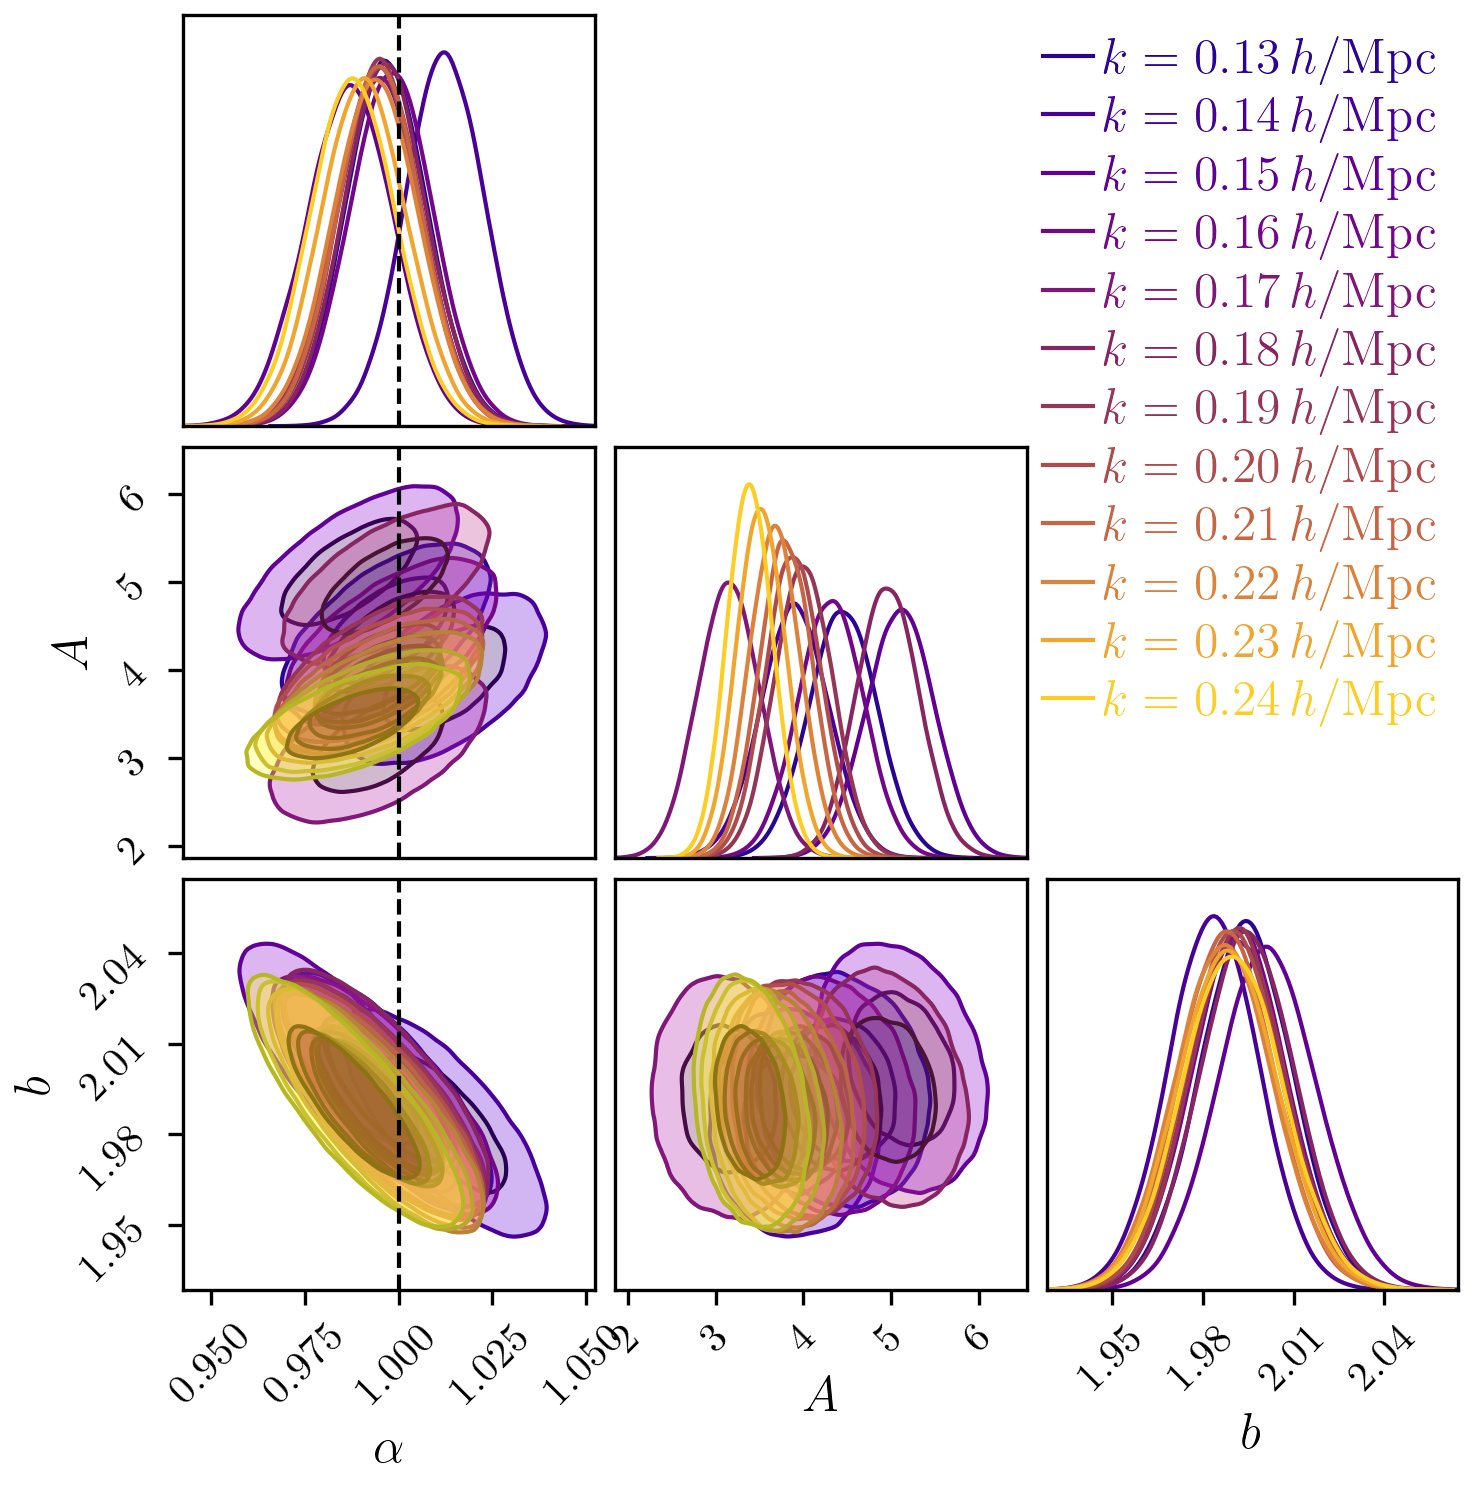 k = 0.13 h/Mpc
k = 0.14 h/Mpc
k = 0.15 h/Mpc
k = 0.16 h/Mpc
k = 0.17 h/Mpc
k = 0.18 h/Mpc
k = 0.19 h/Mpc
k = 0.20 h/Mpc
k = 0.21 h/Mpc
k = 0.22 h/Mpc
k = 0.23 h/Mpc
k = 0.24 h/Mpc
6
5
4
3
2
A
2.04
2.01
1.98
1.95
b
0.950 0.975 1.000 1.025 1.050
α
2 3 4 5 6
A
1.95 1.98 2.01 2.04
b